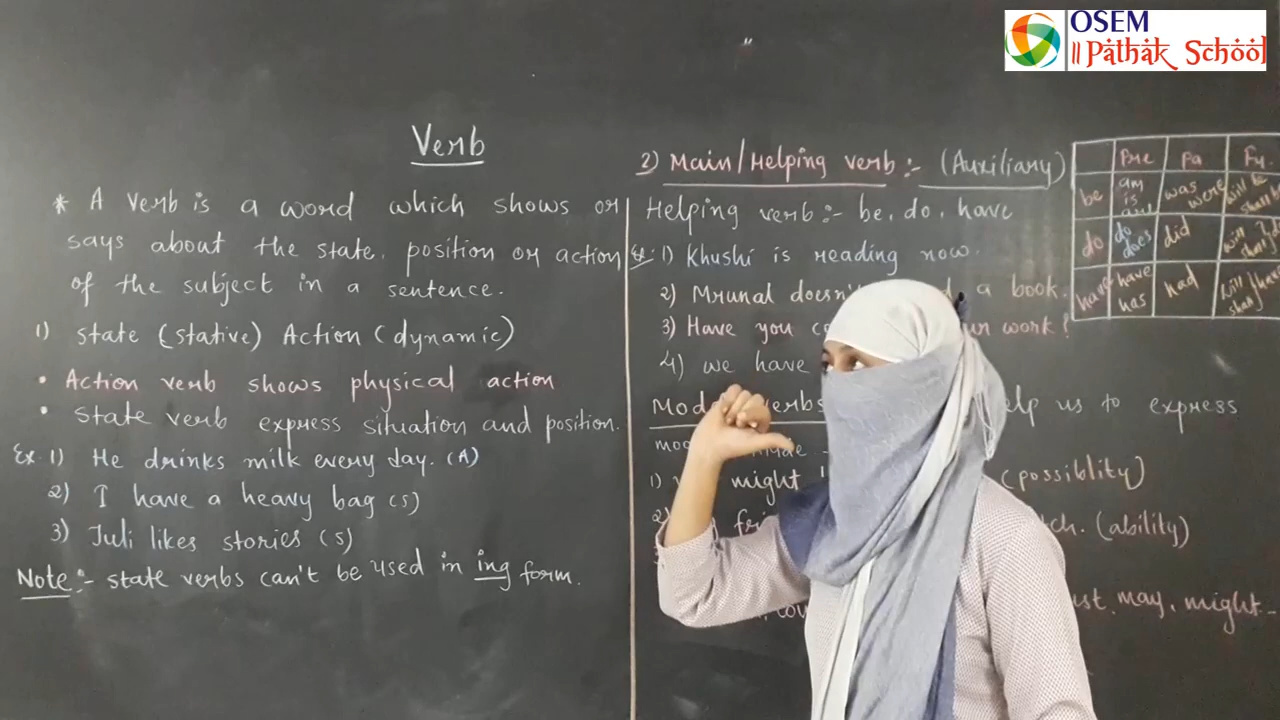 OSEM
॥ Pathak School
Verb
* A verb is a word which shows or
says about the state, position or action
of the subject in a sentence.
1) state (stative) Action (dynamic)
• Action verb shows physical action
• state verb express situation and position.
Ex. 1) He drinks milk every day. (A)
2) I have a heavy bag (s)
3) Juli likes stories (s)
Note:- state verbs can't be used in ing form.
2) Main/Helping verb:- (Auxiliary)
Helping verb:- be, do, have
Ex:- 1) Khushi is reading now.
2) Mrunal doesn't a book.
3) Have you work?
4) we have
verbs help us to express
1) might (possiblity)
2) (ability)
may, might-
Pre Pa Fu.
be am is are was were will be shall be
do do does did will shall
have have has had will shall have